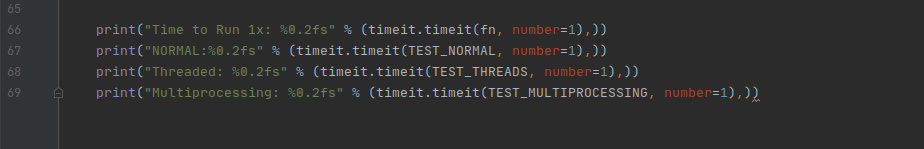 65
66 print("Time to Run 1x: %0.2fs" % (timeit.timeit(fn, number=1),))
67 print("NORMAL:%0.2fs" % (timeit.timeit(TEST_NORMAL, number=1),))
68 print("Threaded: %0.2fs" % (timeit.timeit(TEST_THREADS, number=1),))
69 print("Multiprocessing: %0.2fs" % (timeit.timeit(TEST_MULTIPROCESSING, number=1),))